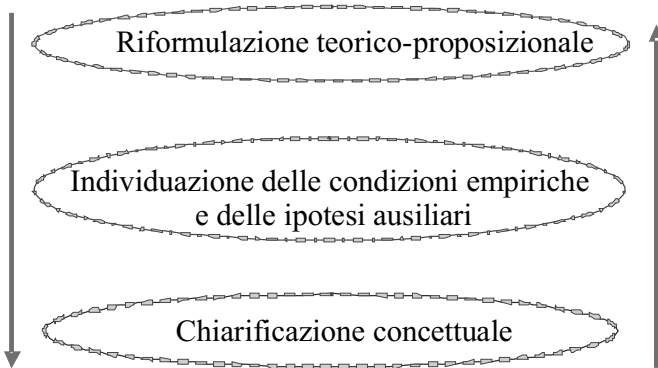 Riformulazione teorico-proposizionale
Individuazione delle condizioni empiriche
e delle ipotesi ausiliari
Chiarificazione concettuale